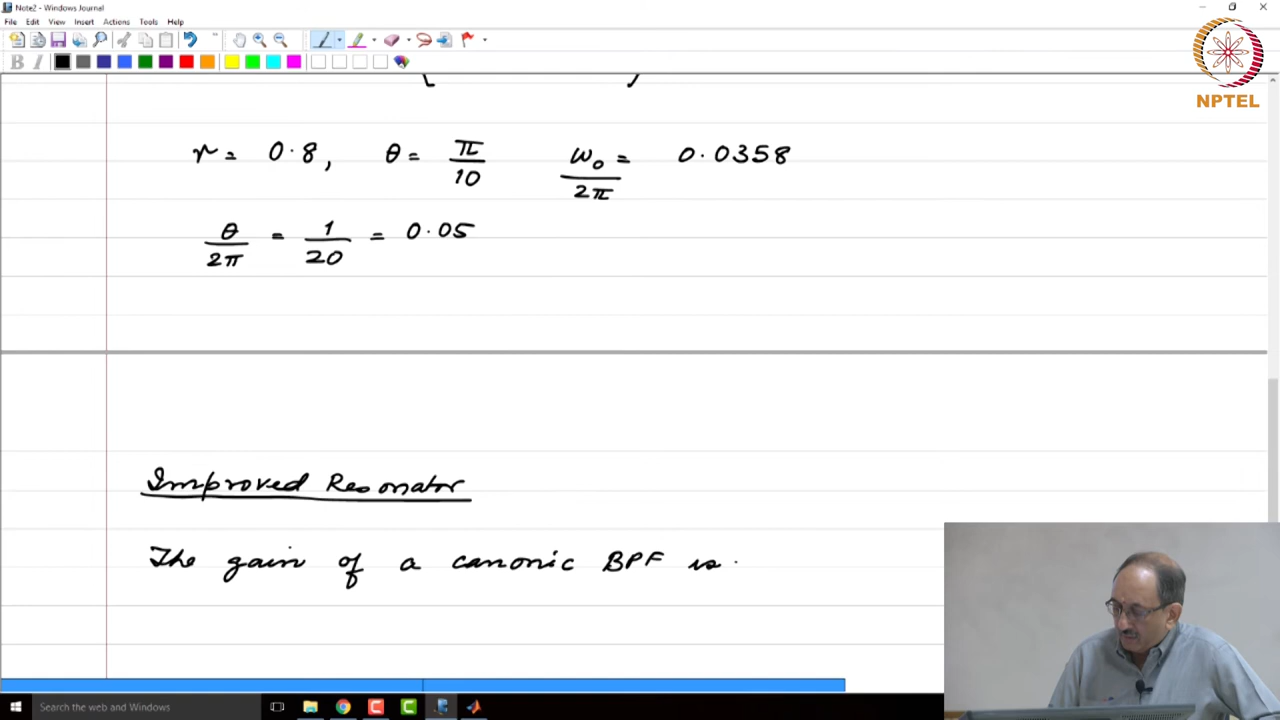 Note2 - Windows Journal
File Edit View Insert Actions Tools Help
B I
NPTEL
r = 0.8, θ = π/10 ω₀/2π = 0.0358
θ/2π = 1/20 = 0.05
Improved Resonator
The gain of a canonic BPF is
Search the web and Windows